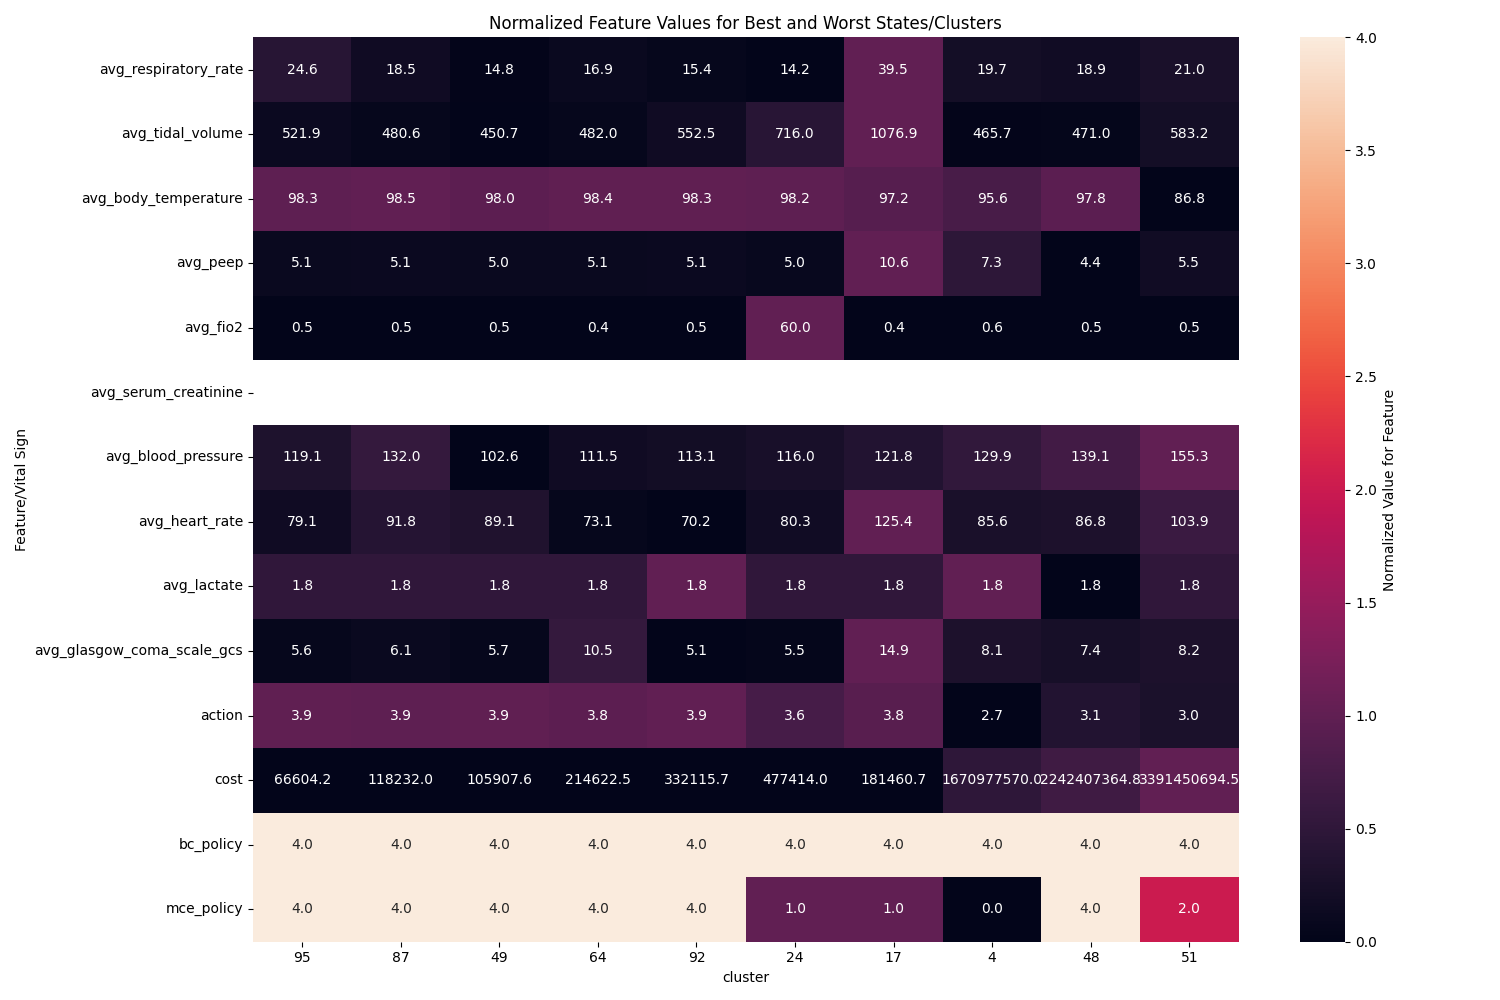 Normalized Feature Values for Best and Worst States/Clusters
avg_respiratory_rate 24.6 18.5 14.8 16.9 15.4 14.2 39.5 19.7 18.9 21.0
avg_tidal_volume 521.9 480.6 450.7 482.0 552.5 716.0 1076.9 465.7 471.0 583.2
avg_body_temperature 98.3 98.5 98.0 98.4 98.3 98.2 97.2 95.6 97.8 86.8
avg_peep 5.1 5.1 5.0 5.1 5.1 5.0 10.6 7.3 4.4 5.5
avg_fio2 0.5 0.5 0.5 0.4 0.5 60.0 0.4 0.6 0.5 0.5
avg_serum_creatinine
avg_blood_pressure 119.1 132.0 102.6 111.5 113.1 116.0 121.8 129.9 139.1 155.3
avg_heart_rate 79.1 91.8 89.1 73.1 70.2 80.3 125.4 85.6 86.8 103.9
avg_lactate 1.8 1.8 1.8 1.8 1.8 1.8 1.8 1.8 1.8 1.8
avg_glasgow_coma_scale_gcs 5.6 6.1 5.7 10.5 5.1 5.5 14.9 8.1 7.4 8.2
action 3.9 3.9 3.9 3.8 3.9 3.6 3.8 2.7 3.1 3.0
cost 66604.2 118232.0 105907.6 214622.5 332115.7 477414.0 181460.7 1670977570.0 2242407364.8 3391450694.5
bc_policy 4.0 4.0 4.0 4.0 4.0 4.0 4.0 4.0 4.0 4.0
mce_policy 4.0 4.0 4.0 4.0 4.0 1.0 1.0 0.0 4.0 2.0
95 87 49 64 92 24 17 4 48 51
cluster
Feature/Vital Sign
4.0
3.5
3.0
2.5
2.0
1.5
1.0
0.5
0.0
Normalized Value for Feature